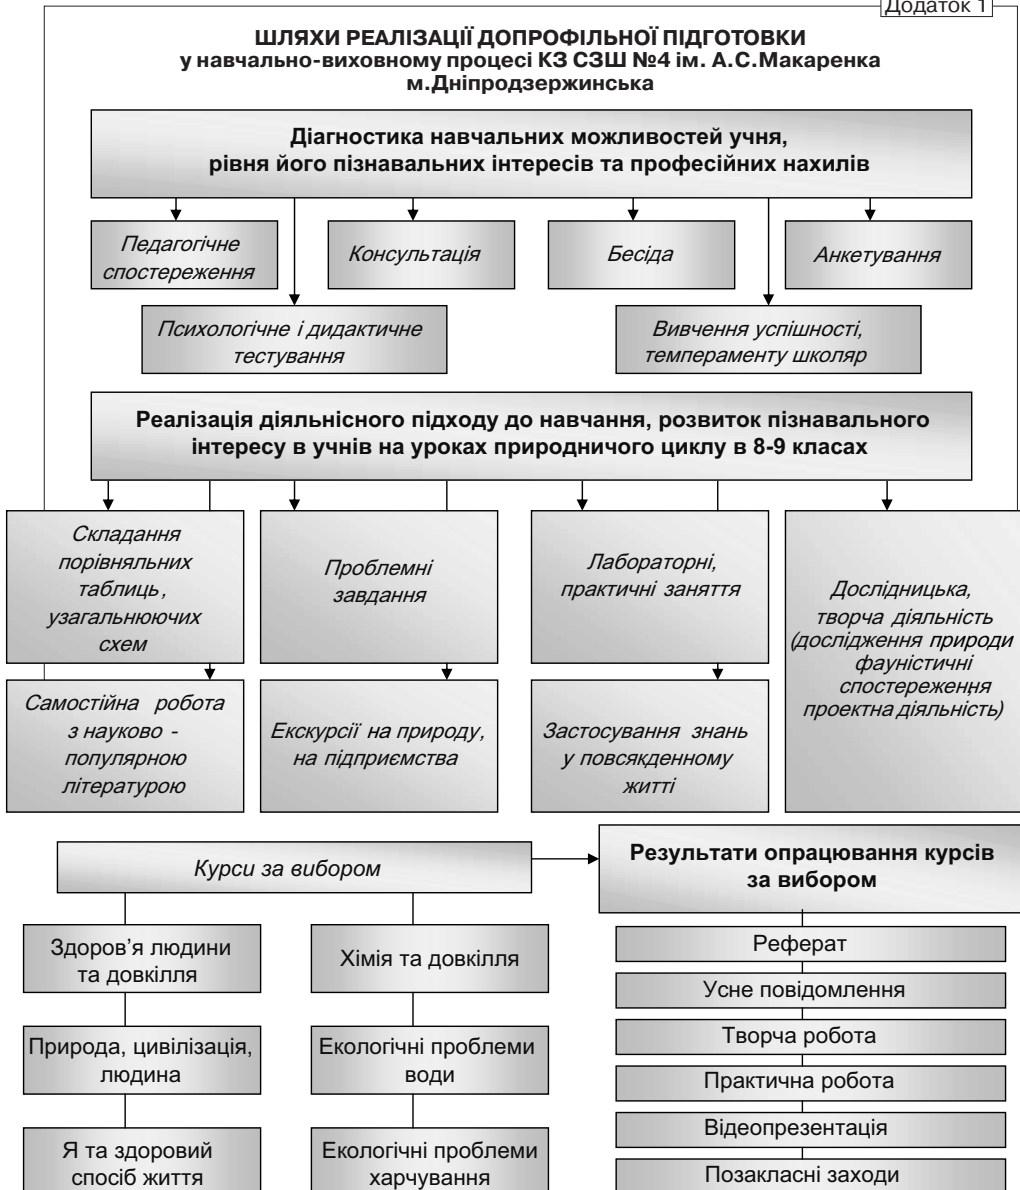 Додаток 1
ШЛЯХИ РЕАЛІЗАЦІЇ ДОПРОФІЛЬНОЇ ПІДГОТОВКИ
у навчально-виховному процесі КЗ СЗШ №4 ім. А.С.Макаренка
м.Дніпродзержинська
Діагностика навчальних можливостей учня,
рівня його пізнавальних інтересів та професійних нахилів
Педагогічне
спостереження
Консультація
Бесіда
Анкетування
Психологічне і дидактичне
тестування
Вивчення успішності,
темпераменту школяр
Реалізація діяльнісного підходу до навчання, розвиток пізнавального
інтересу в учнів на уроках природничого циклу в 8-9 класах
Складання
порівняльних
таблиць,
узагальнюючих
схем
Проблемні
завдання
Лабораторні,
практичні заняття
Дослідницька,
творча діяльність
(дослідження природи,
фауністичні
спостереження,
проектна діяльність)
Самостійна робота
з науково -
популярною
літературою
Екскурсії на природу,
на підприємства
Застосування знань
у повсякденному
житті
Курси за вибором
Результати опрацювання курсів
за вибором
Здоров’я людини
та довкілля
Природа, цивілізація,
людина
Я та здоровий
спосіб життя
Хімія та довкілля
Екологічні проблеми
води
Екологічні проблеми
харчування
Реферат
Усне повідомлення
Творча робота
Практична робота
Відеопрезентація
Позакласні заходи